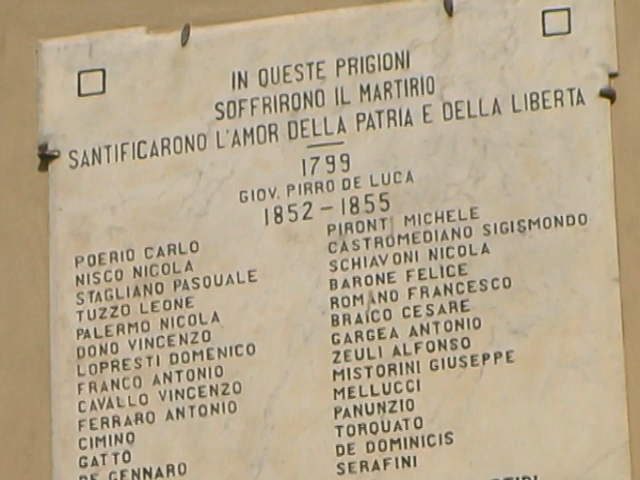 IN QUESTE PRIGIONI
SOFFRIRONO IL MARTIRIO
SANTIFICARONO L'AMOR DELLA PATRIA E DELLA LIBERTA
1799
GIOV. PIRRO DE LUCA
1852-1855
POERIO CARLO
NISCO NICOLA
STAGLIANO PASQUALE
TUZZO LEONE
PALERMO NICOLA
DONO VINCENZO
LOPRESTI DOMENICO
FRANCO ANTONIO
CAVALLO VINCENZO
FERRARO ANTONIO
CIMINO
GATTO
DE GENNARO
PIRONTI MICHELE
CASTROMEDIANO SIGISMONDO
SCHIAVONI NICOLA
BARONE FELICE
ROMANO FRANCESCO
BRAICO CESARE
GARGEA ANTONIO
ZEULI ALFONSO
MISTORINI GIUSEPPE
MELLUCCI
PANUNZIO
TORQUATO
DE DOMINICIS
SERAFINI